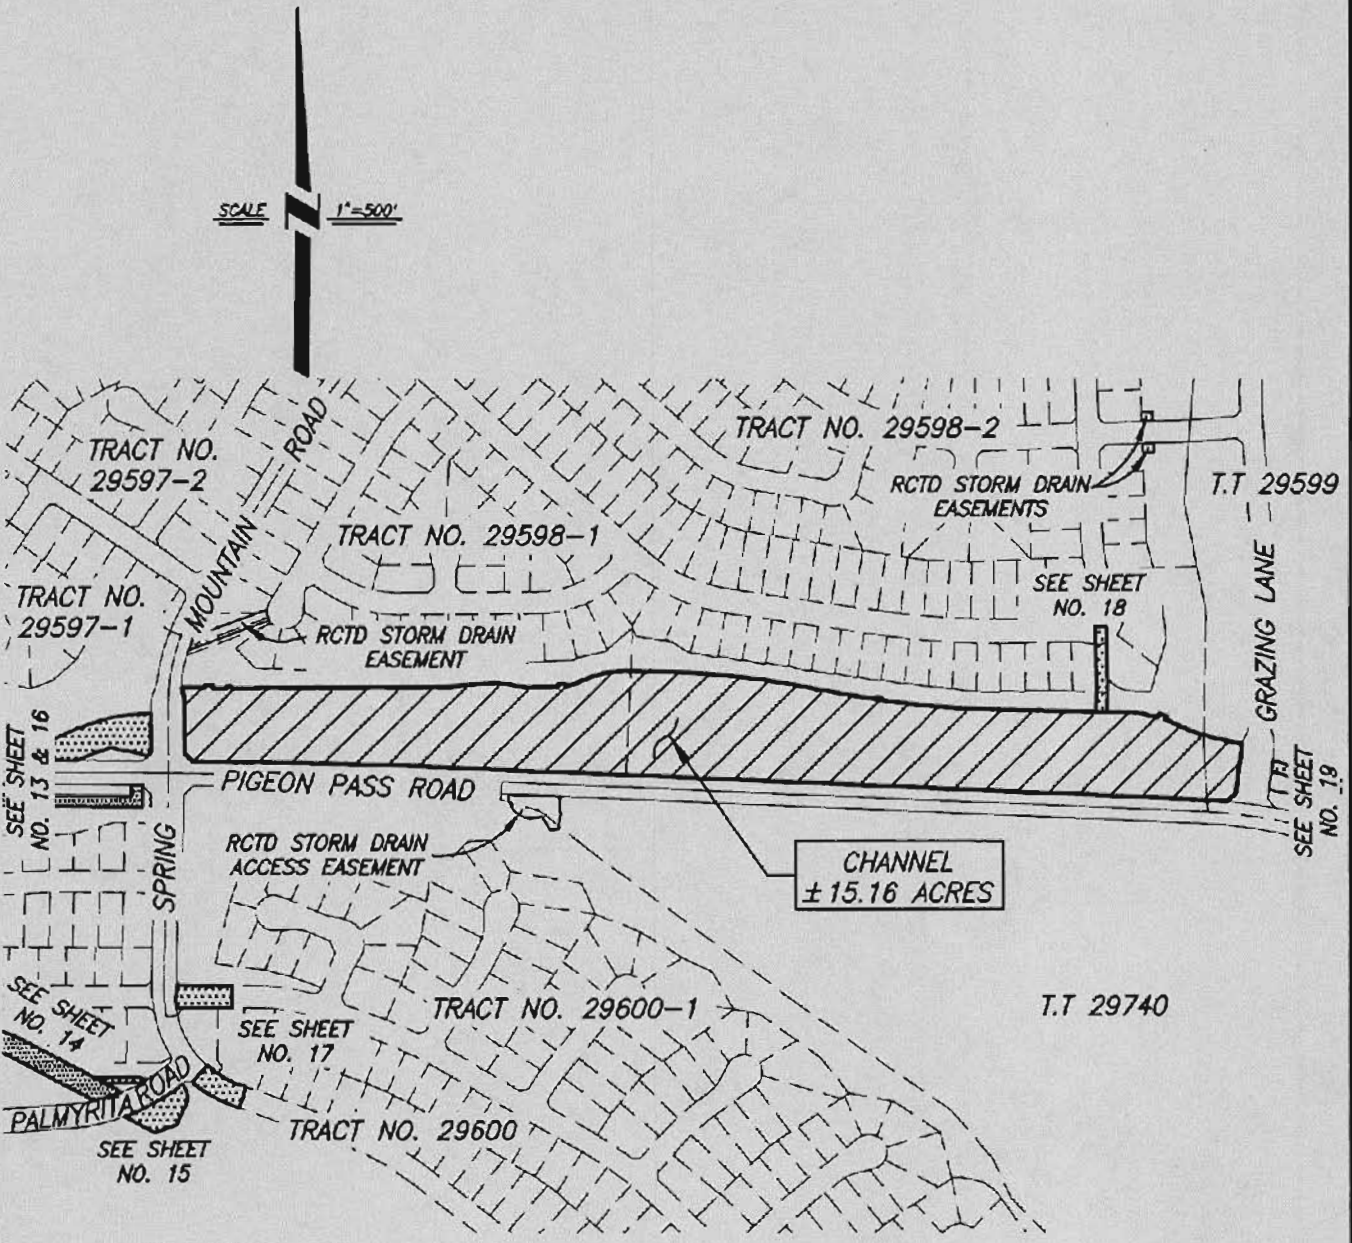 SCALE 1"=500'
TRACT NO.
29597-2
MOUNTAIN ROAD
TRACT NO. 29598-2
RCTD STORM DRAIN
EASEMENTS
T.T 29599
TRACT NO. 29598-1
TRACT NO.
29597-1
RCTD STORM DRAIN
EASEMENT
SEE SHEET
NO. 18
GRAZING LANE
SEE SHEET
NO. 13 & 16
PIGEON PASS ROAD
SEE SHEET
NO. 19
SPRING
RCTD STORM DRAIN
ACCESS EASEMENT
CHANNEL
±15.16 ACRES
SEE SHEET
NO. 14
SEE SHEET
NO. 17
TRACT NO. 29600-1
T.T 29740
PALMYRITA ROAD
TRACT NO. 29600
SEE SHEET
NO. 15